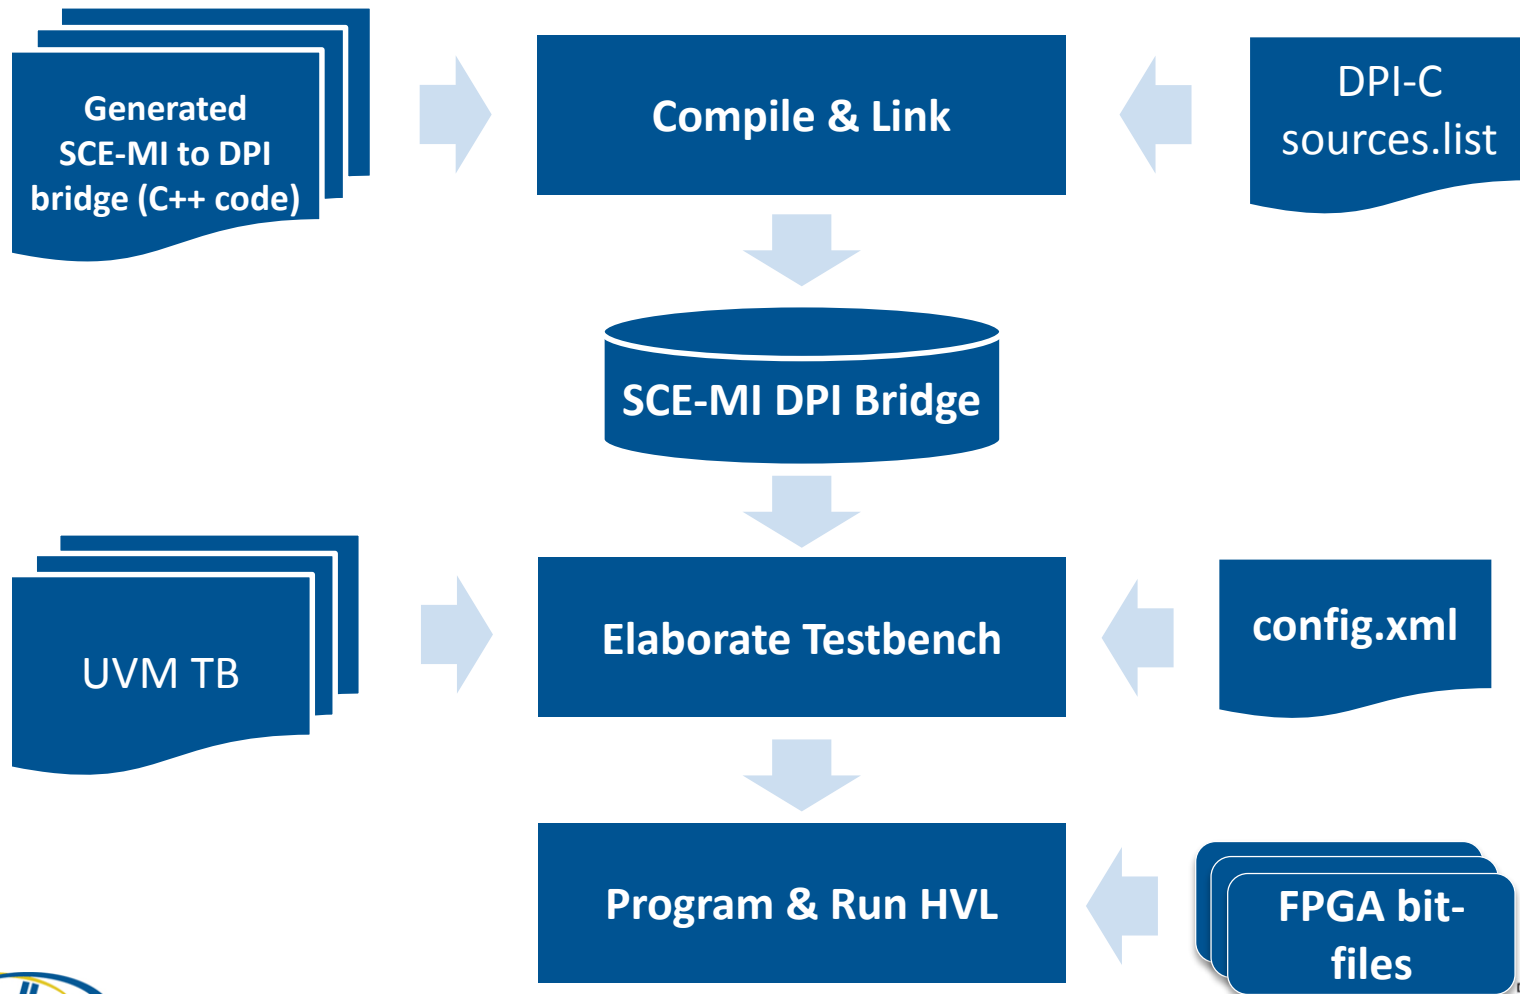 Generated
SCE-MI to DPI
bridge (C++ code)
Compile & Link
DPI-C
sources.list
SCE-MI DPI Bridge
UVM TB
Elaborate Testbench
config.xml
Program & Run HVL
FPGA bit-
files